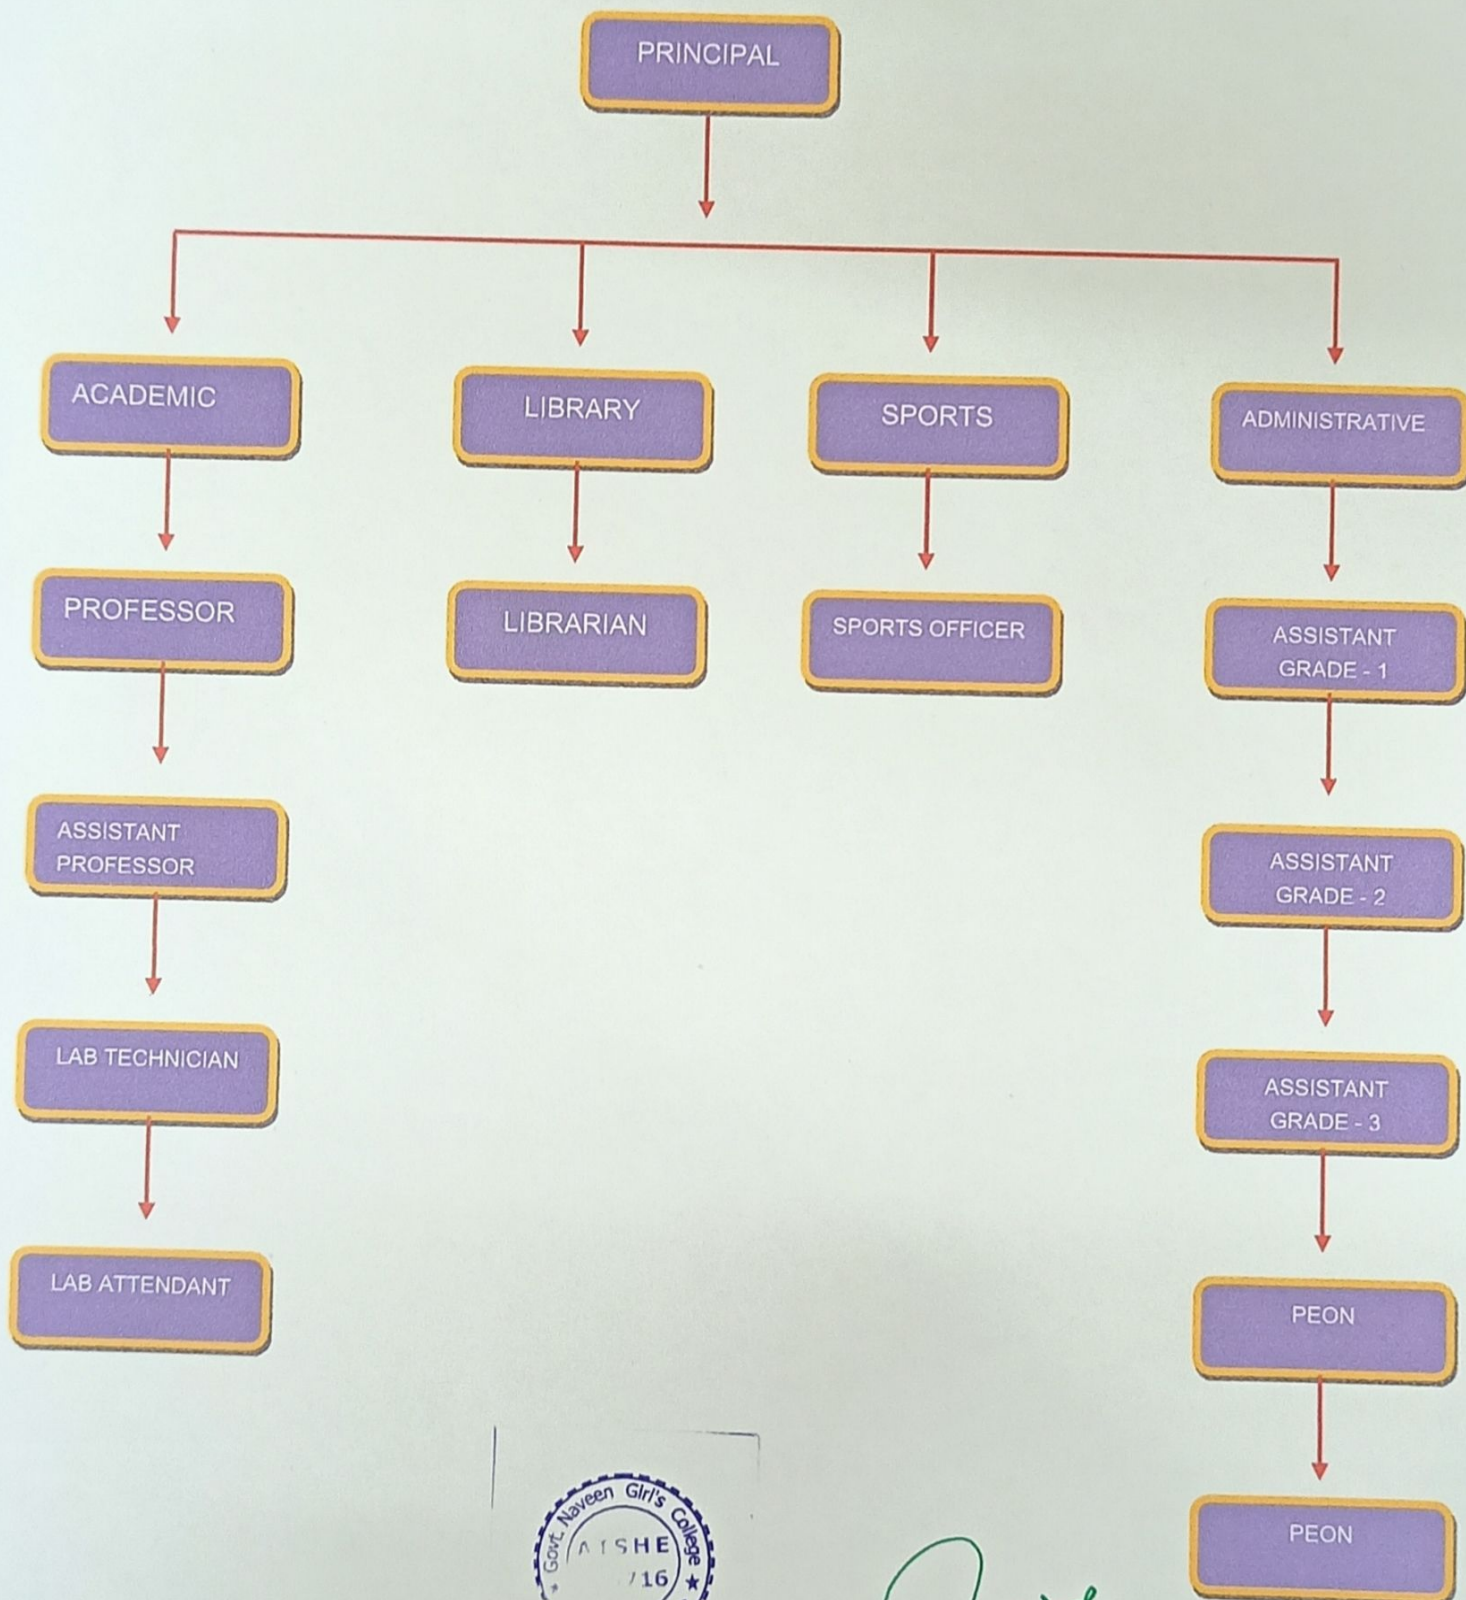 PRINCIPAL
ACADEMIC
LIBRARY
SPORTS
ADMINISTRATIVE
PROFESSOR
LIBRARIAN
SPORTS OFFICER
ASSISTANT
GRADE - 1
ASSISTANT
PROFESSOR
ASSISTANT
GRADE - 2
LAB TECHNICIAN
ASSISTANT
GRADE - 3
LAB ATTENDANT
PEON
PEON
Govt. Naveen Girl's College
AISHE
/16